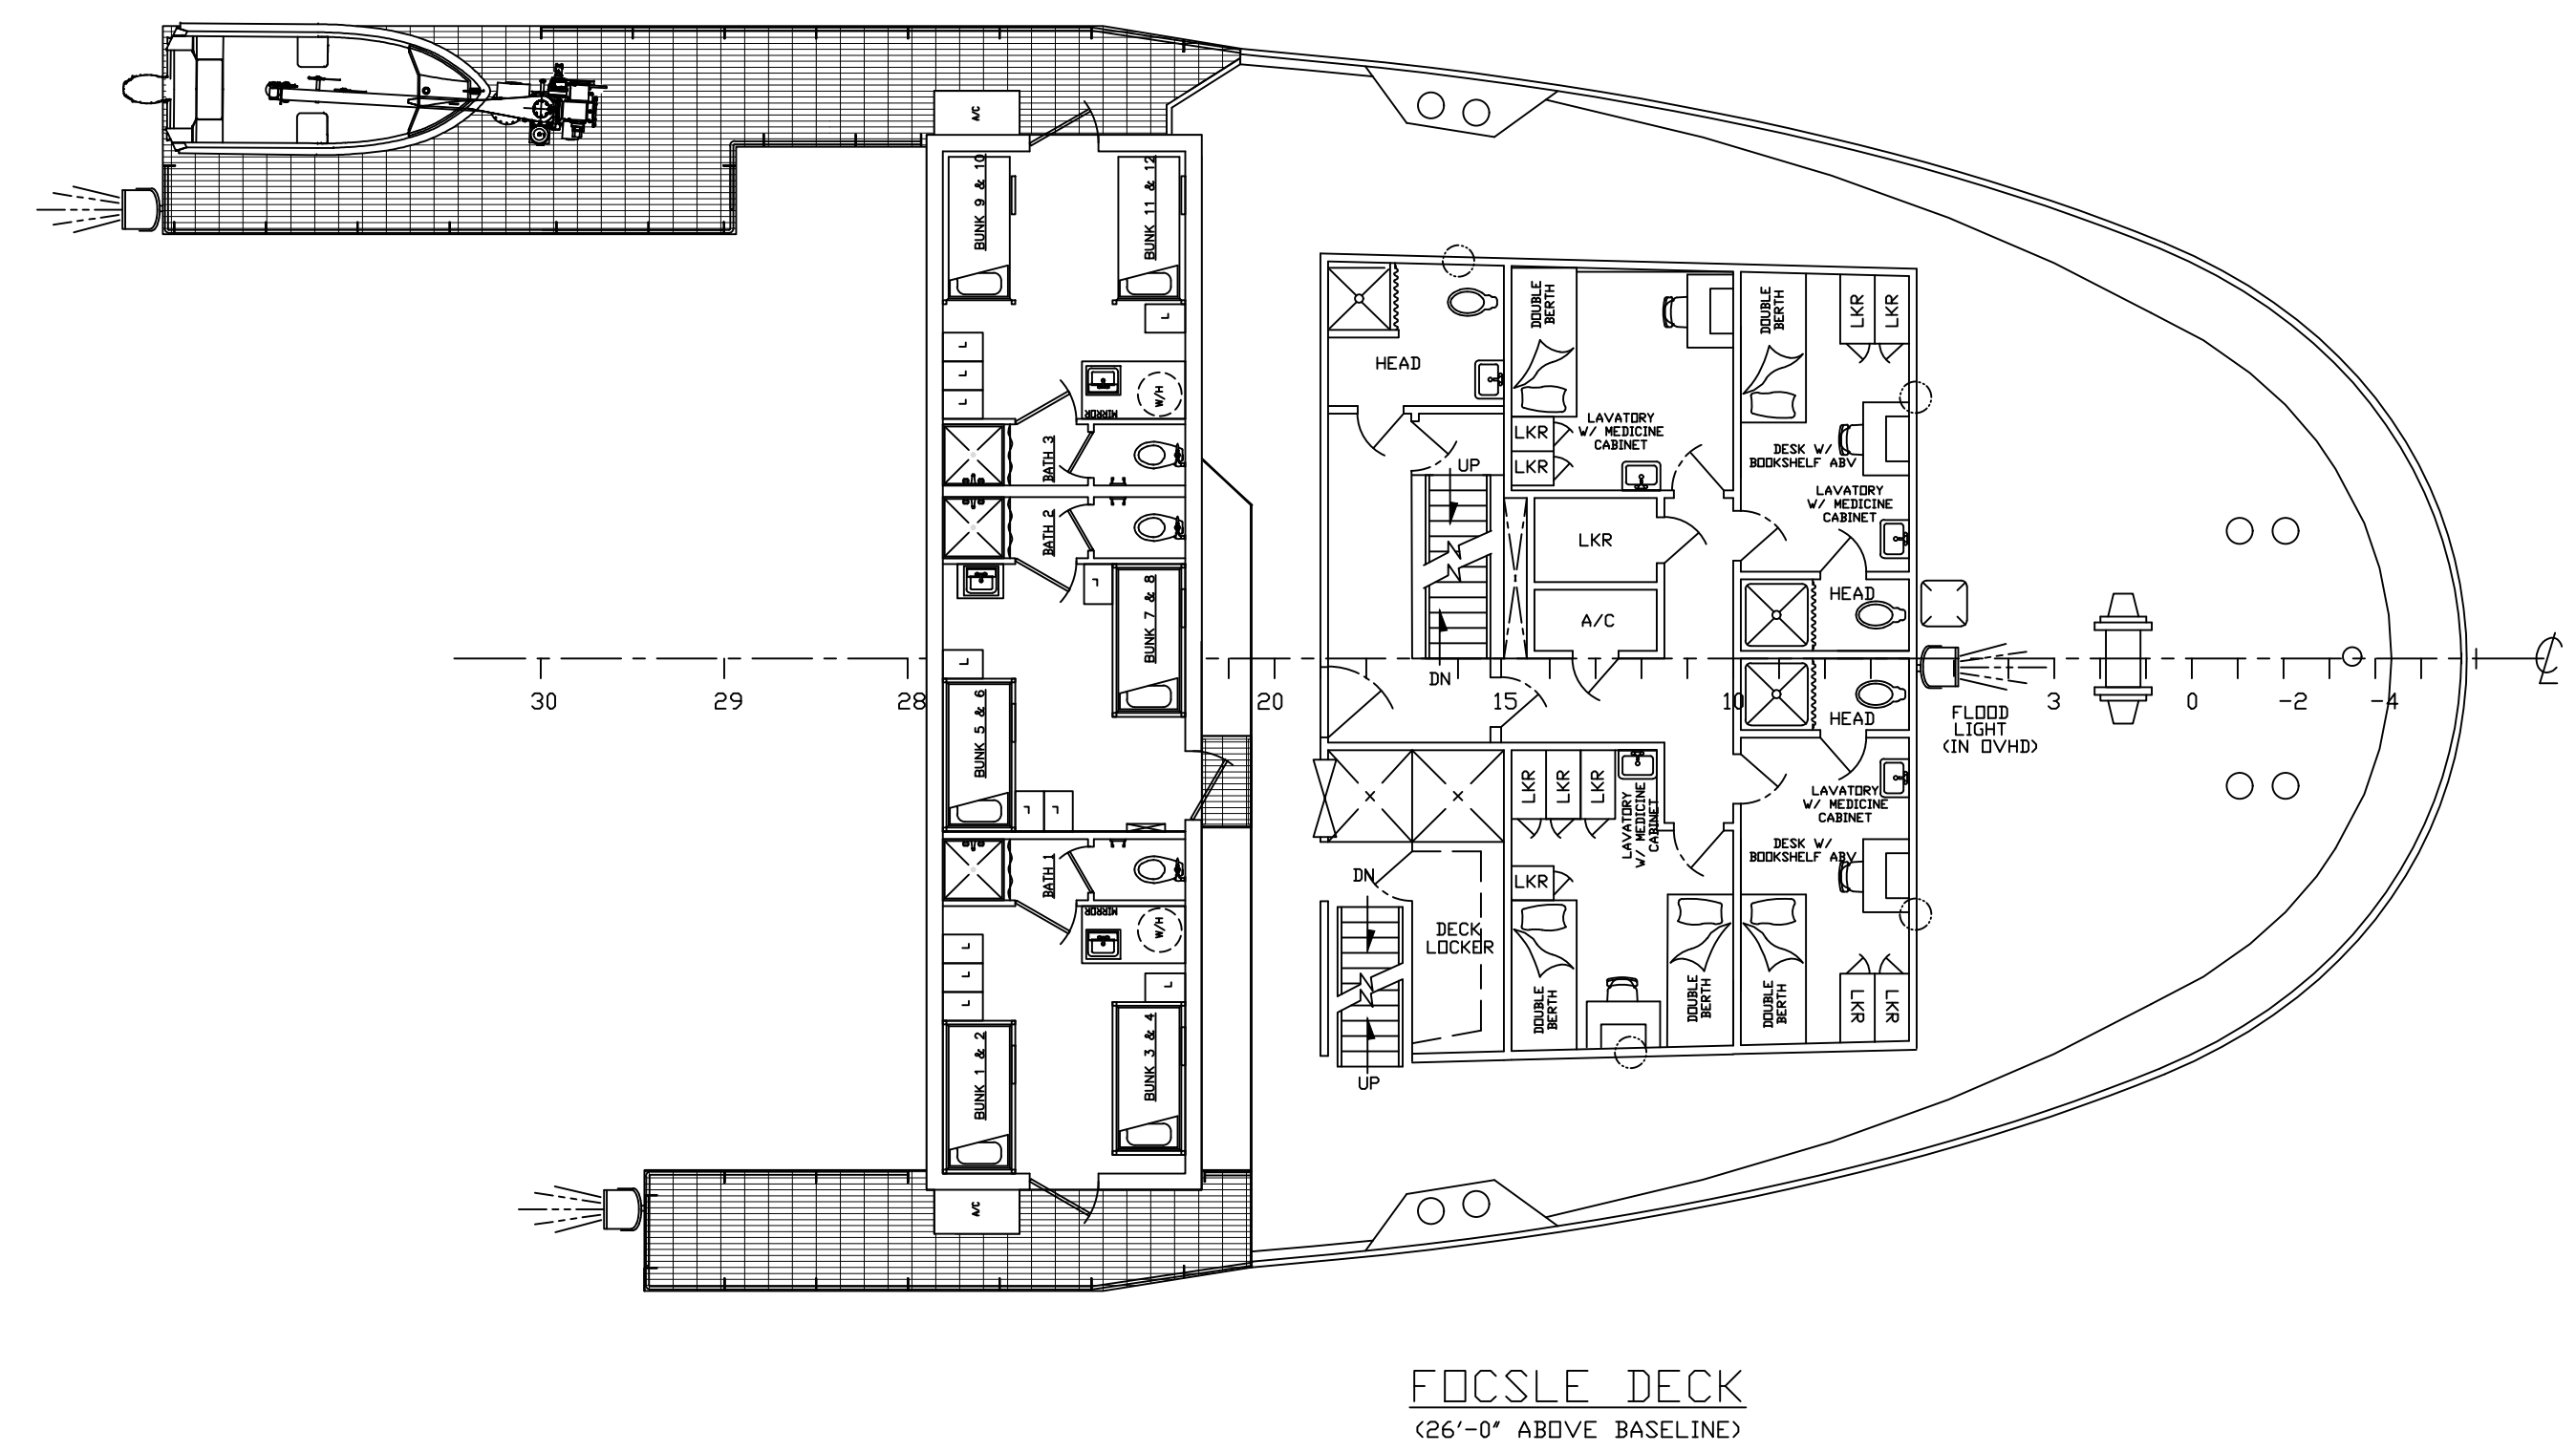 A/C
BUNK 9 & 10
BUNK 11 & 12
L
L
L
L
W/H
MIRROR
BATH 3
BATH 2
L
BUNK 7 & 8
L
BUNK 5 & 6
L
L
BATH 1
MIRROR
W/H
L
L
L
L
BUNK 1 & 2
BUNK 3 & 4
A/C
HEAD
DOUBLE
BERTH
LKR
LKR
LAVATORY
W/ MEDICINE
CABINET
DOUBLE
BERTH
LKR
LKR
DESK W/
BOOKSHELF ABV
LAVATORY
W/ MEDICINE
CABINET
UP
LKR
A/C
HEAD
DN
30
29
28
20
15
10
3
0
-2
-4
HEAD
FLOOD
LIGHT
(IN OVHD)
LKR
LKR
LKR
LAVATORY
W/ MEDICINE
CABINET
LAVATORY
W/ MEDICINE
CABINET
DESK W/
BOOKSHELF ABV
DN
LKR
DECK
LOCKER
DOUBLE
BERTH
DOUBLE
BERTH
DOUBLE
BERTH
LKR
LKR
UP
FOCSLE DECK
(26'-0" ABOVE BASELINE)